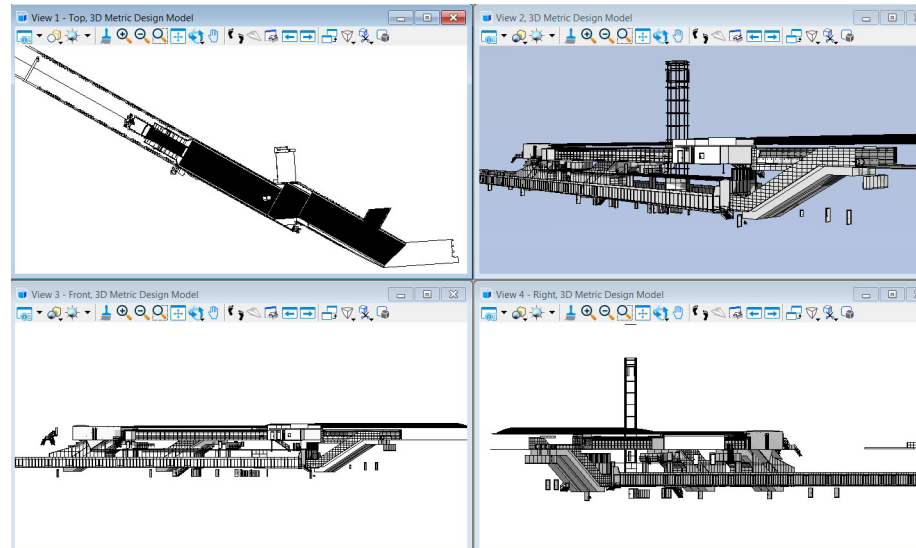 View 1 - Top, 3D Metric Design Model
View 2, 3D Metric Design Model
View 3 - Front, 3D Metric Design Model
View 4 - Right, 3D Metric Design Model